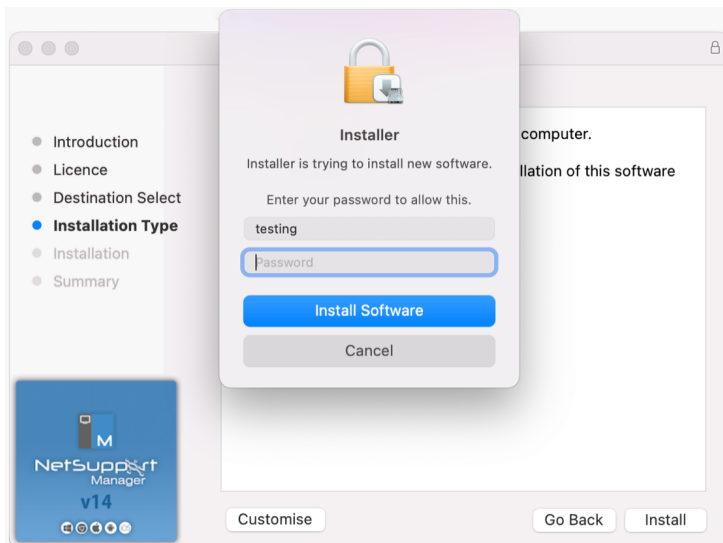 Introduction
Licence
Destination Select
Installation Type
Installation
Summary
M
NetSupport
Manager
v14
Installer
Installer is trying to install new software.
Enter your password to allow this.
testing
Password
Install Software
Cancel
computer.
llation of this software
Customise
Go Back
Install